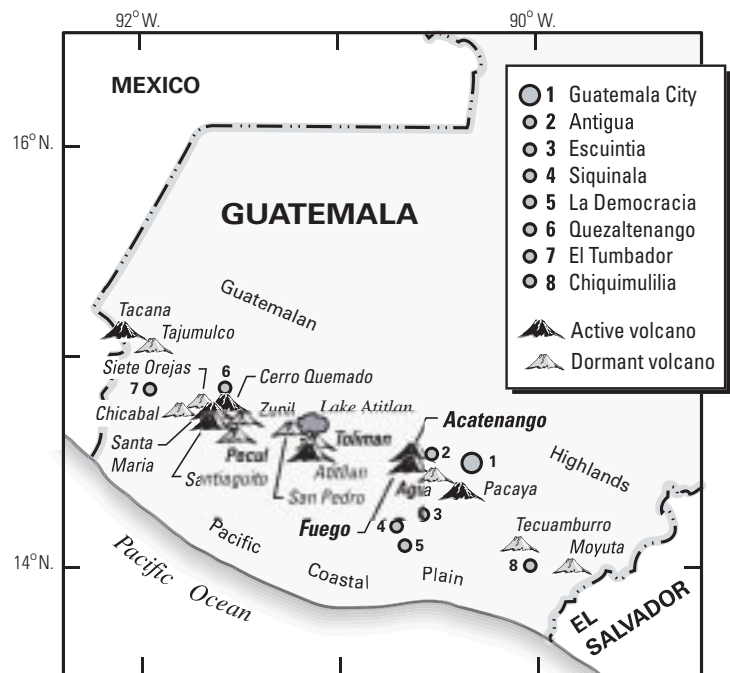 92° W.
90° W.
MEXICO
16° N.
GUATEMALA
1 Guatemala City
2 Antigua
3 Escuintia
4 Siquinala
5 La Democracia
6 Quezaltenango
7 El Tumbador
8 Chiquimulilia
Active volcano
Dormant volcano
Guatemalan
Highlands
Tacana
Tajumulco
Siete Orejas
6
Cerro Quemado
7
Chicabal
Zunil
Lake Atitlan
Acatenango
Santa
Maria
Pecul
Toliman
2
1
Santiaguito
Atitlan
Agua
Pacaya
San Pedro
Fuego
3
4
5
Tecuamburro
Moyuta
8
14° N.
Pacific
Coastal
Plain
Pacific Ocean
EL
SALVADOR